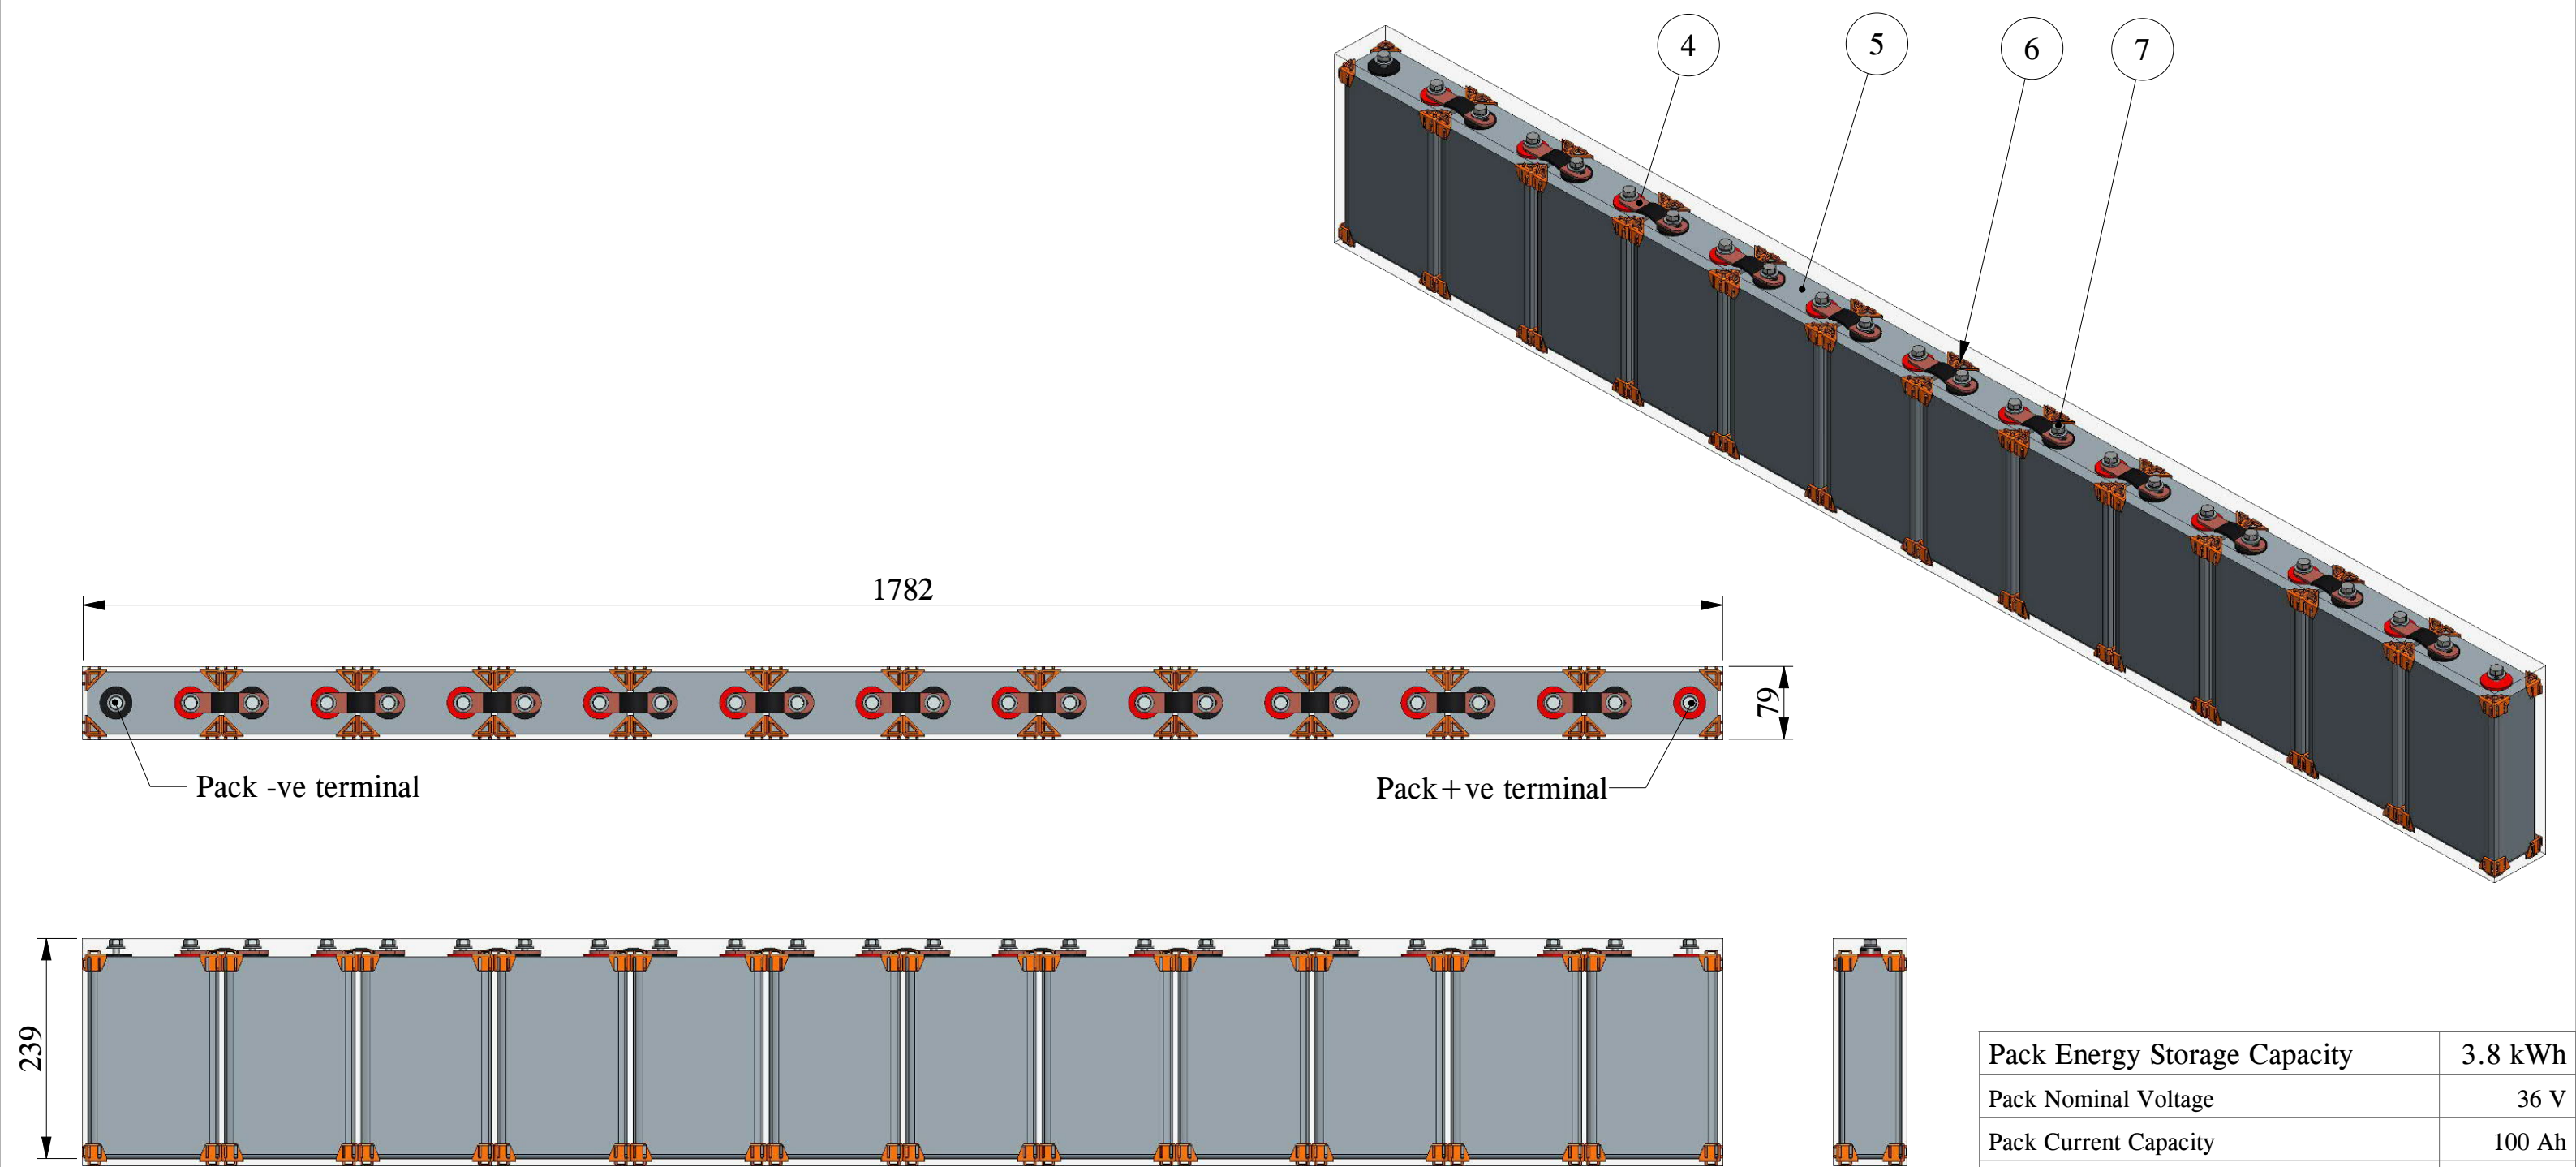 4 5 6 7
1782
79
Pack -ve terminal
Pack+ve terminal
239
Pack Energy Storage Capacity 3.8 kWh
Pack Nominal Voltage 36 V
Pack Current Capacity 100 Ah